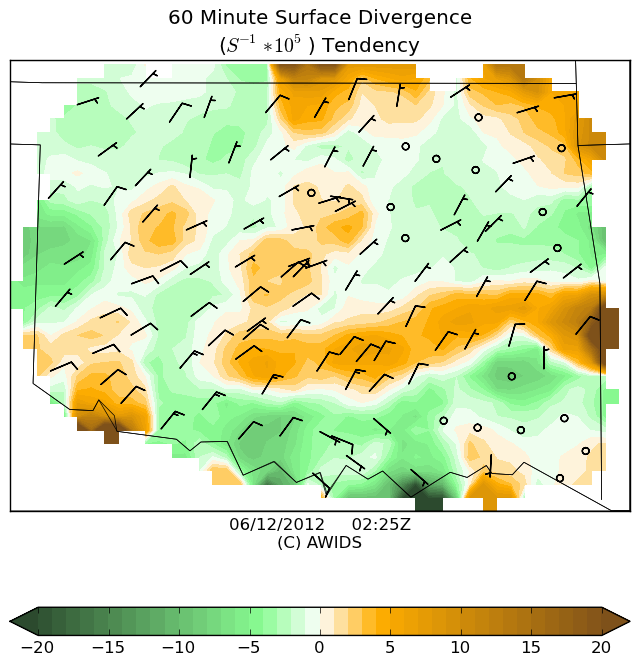 60 Minute Surface Divergence
(S⁻¹ *10⁵ ) Tendency
06/12/2012 02:25Z
(C) AWIDS
−20 −15 −10 −5 0 5 10 15 20